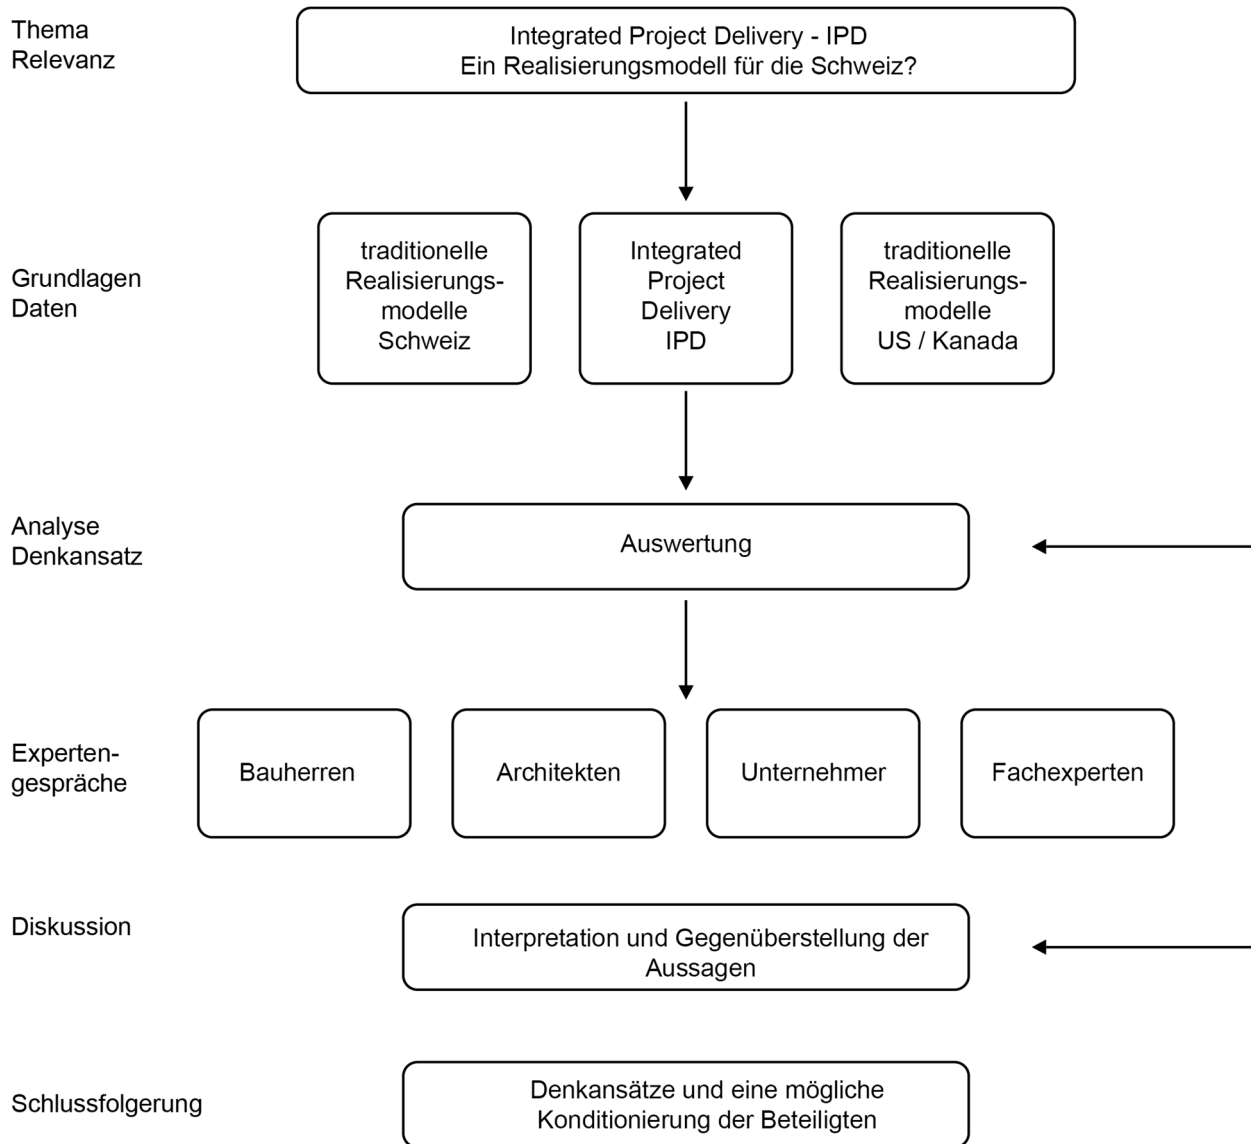 Thema
Relevanz
Integrated Project Delivery - IPD
Ein Realisierungsmodell für die Schweiz?
Grundlagen
Daten
traditionelle
Realisierungs-
modelle
Schweiz
Integrated
Project
Delivery
IPD
traditionelle
Realisierungs-
modelle
US / Kanada
Analyse
Denkansatz
Auswertung
Experten-
gespräche
Bauherren
Architekten
Unternehmer
Fachexperten
Diskussion
Interpretation und Gegenüberstellung der
Aussagen
Schlussfolgerung
Denkansätze und eine mögliche
Konditionierung der Beteiligten